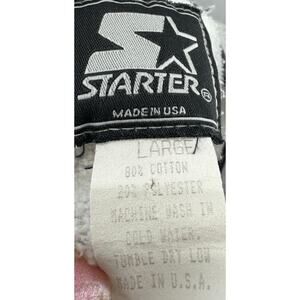 STARTER®
MADE IN USA
LARGE
80% COTTON
20% POLYESTER
MACHINE WASH IN
COLD WATER.
TUMBLE DRY LOW
MADE IN U.S.A.